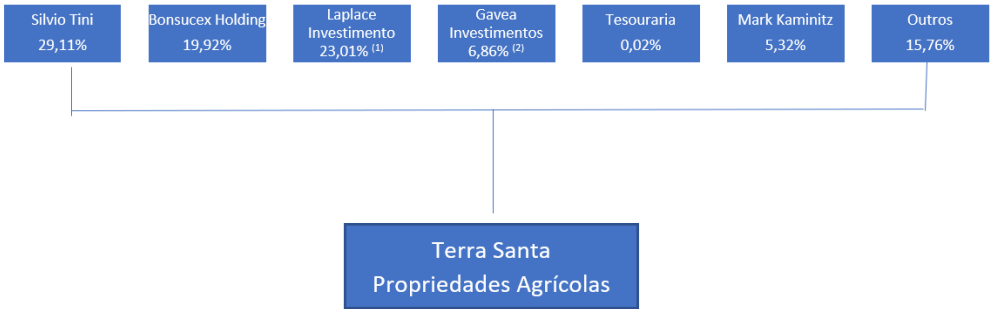 Silvio Tini
29,11%
Bonsucex Holding
19,92%
Laplace
Investimento
23,01% (1)
Gavea
Investimentos
6,86% (2)
Tesouraria
0,02%
Mark Kaminitz
5,32%
Outros
15,76%
Terra Santa
Propriedades Agrícolas